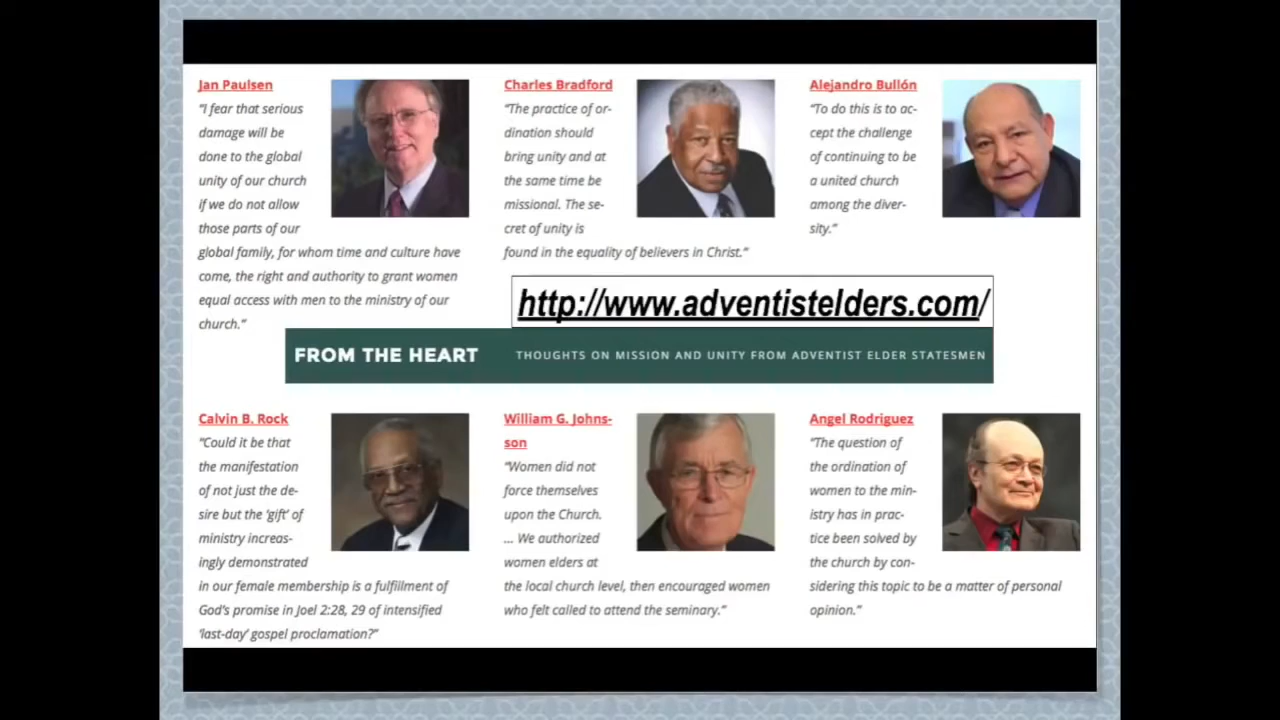 Jan Paulsen
“I fear that serious
damage will be
done to the global
unity of our church
if we do not allow
those parts of our
global family, for whom time and culture have
come, the right and authority to grant women
equal access with men to the ministry of our
church.”
Charles Bradford
“The practice of or-
dination should
bring unity and at
the same time be
missional. The se-
cret of unity is
found in the equality of believers in Christ.”
Alejandro Bullón
“To do this is to ac-
cept the challenge
of continuing to be
a united church
among the diver-
sity.”
http://www.adventistelders.com/
FROM THE HEART THOUGHTS ON MISSION AND UNITY FROM ADVENTIST ELDER STATESMEN
Calvin B. Rock
“Could it be that
the manifestation
of not just the de-
sire but the ‘gift’ of
ministry increas-
ingly demonstrated
in our female membership is a fulfillment of
God’s promise in Joel 2:28, 29 of intensified
‘last-day’ gospel proclamation?”
William G. Johns-
son
“Women did not
force themselves
upon the Church.
... We authorized
women elders at
the local church level, then encouraged women
who felt called to attend the seminary.”
Angel Rodriguez
“The question of
the ordination of
women to the min-
istry has in prac-
tice been solved by
the church by con-
sidering this topic to be a matter of personal
opinion.”